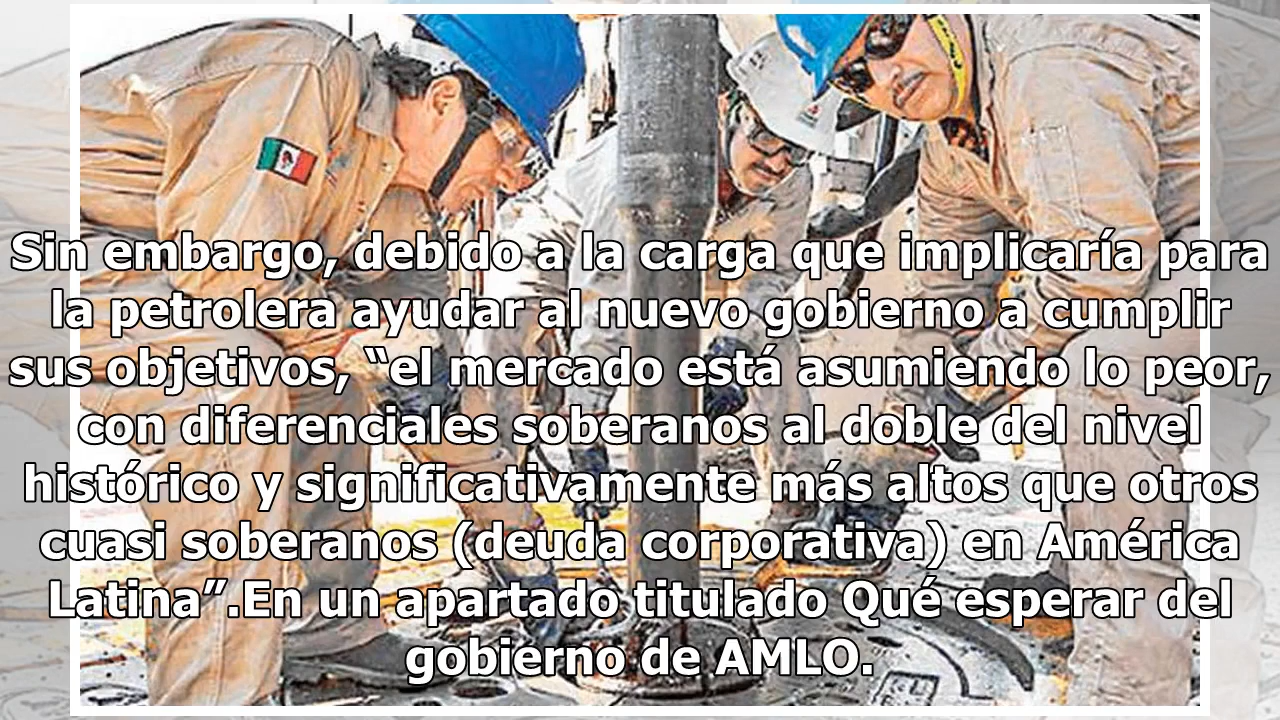 Sin embargo, debido a la carga que implicaría para
la petrolera ayudar al nuevo gobierno a cumplir
sus objetivos, “el mercado está asumiendo lo peor,
con diferenciales soberanos al doble del nivel
histórico y significativamente más altos que otros
cuasi soberanos (deuda corporativa) en América
Latina”.En un apartado titulado Qué esperar del
gobierno de AMLO.